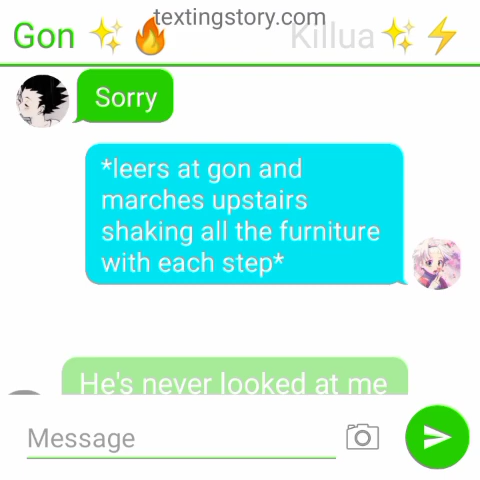 textingstory.com
Gon ✨🔥 Killua✨⚡
Sorry
*leers at gon and
marches upstairs
shaking all the furniture
with each step*
He's never looked at me
Message